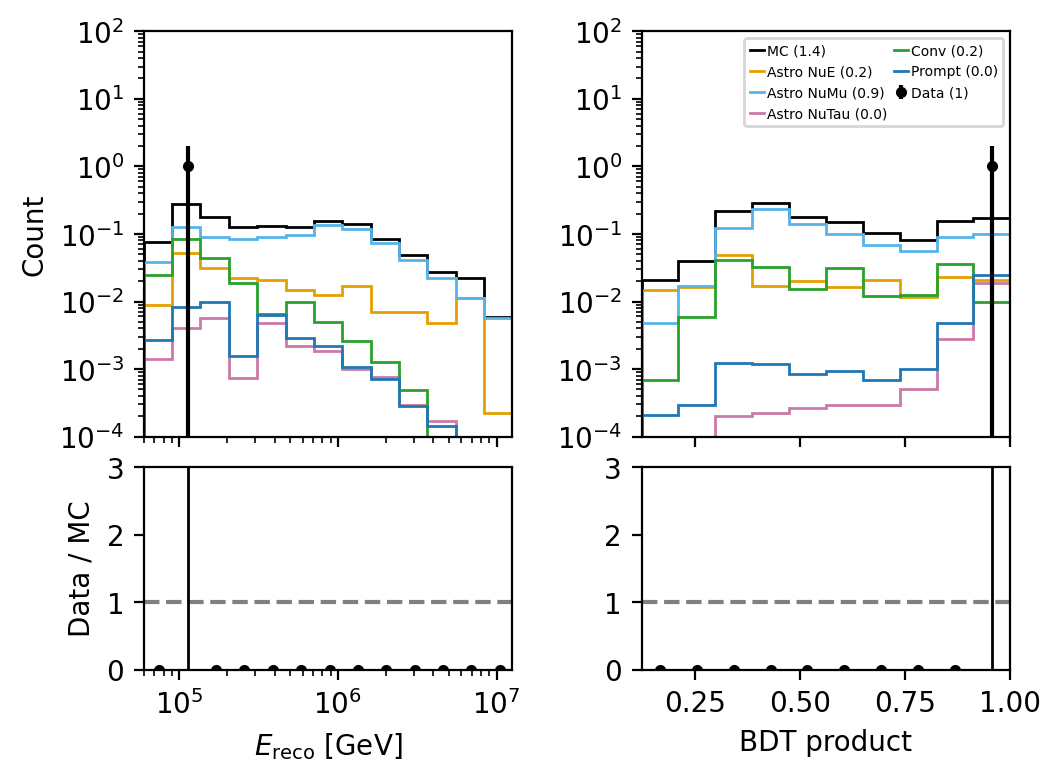 10²
10¹
10⁰
10⁻¹
10⁻²
10⁻³
10⁻⁴
Count
10²
10¹
10⁰
10⁻¹
10⁻²
10⁻³
10⁻⁴
MC (1.4)
Astro NuE (0.2)
Astro NuMu (0.9)
Astro NuTau (0.0)
Conv (0.2)
Prompt (0.0)
Data (1)
3
2
1
0
Data / MC
10⁵ 10⁶ 10⁷
E_reco [GeV]
3
2
1
0
0.25 0.50 0.75 1.00
BDT product